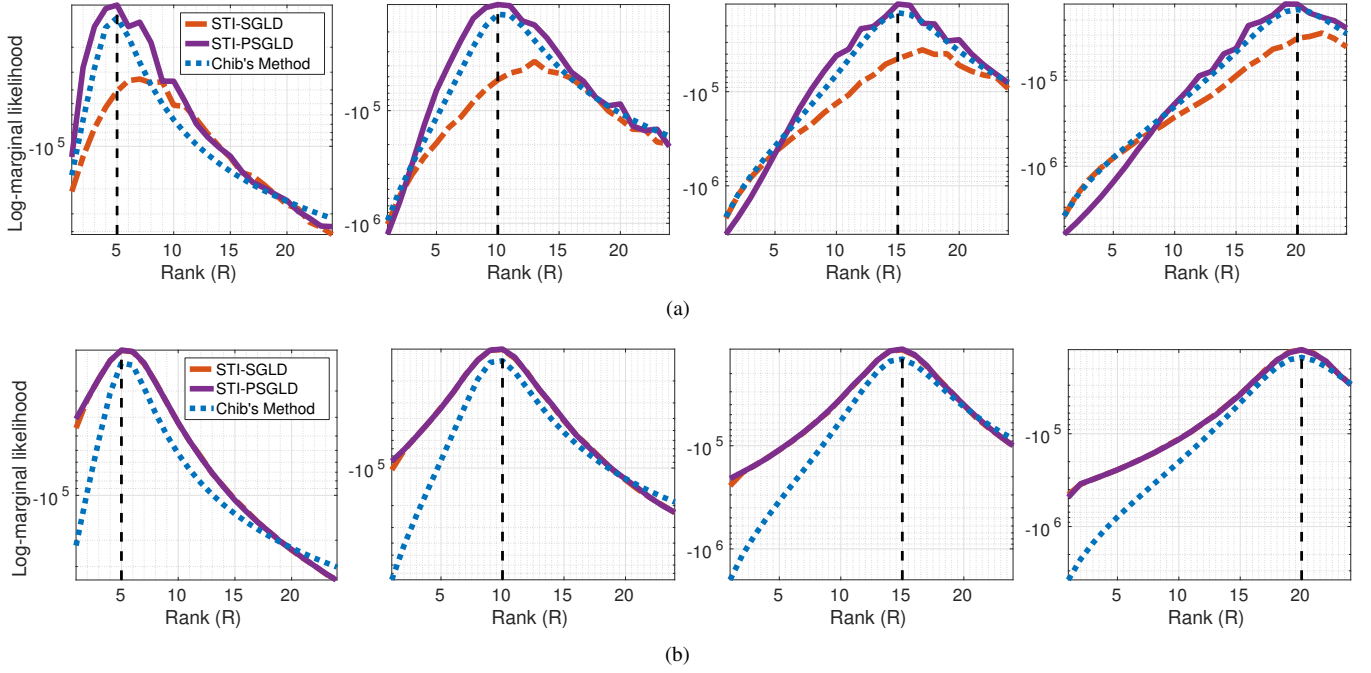 Log-marginal likelihood
STI-SGLD
STI-PSGLD
Chib's Method
-10^5
5 10 15 20
Rank (R)
-10^5
-10^6
5 10 15 20
Rank (R)
-10^5
-10^6
5 10 15 20
Rank (R)
-10^5
-10^6
5 10 15 20
Rank (R)
(a)
Log-marginal likelihood
STI-SGLD
STI-PSGLD
Chib's Method
-10^5
5 10 15 20
Rank (R)
-10^5
5 10 15 20
Rank (R)
-10^5
-10^6
5 10 15 20
Rank (R)
-10^5
-10^6
5 10 15 20
Rank (R)
(b)